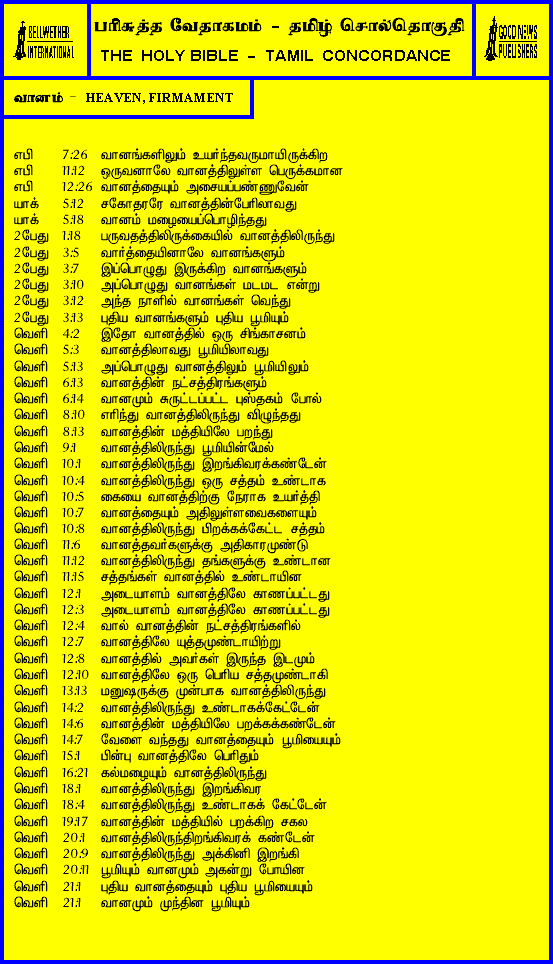 BELLWETHER
INTERNATIONAL
பரிசுத்த வேதாகமம் - தமிழ் சொல்தொகுதி
THE HOLY BIBLE - TAMIL CONCORDANCE
GOOD NEWS
PUBLISHERS
வானம் - HEAVEN, FIRMAMENT
எபி 7:26 வானங்களிலும் உயர்ந்தவருமாயிருக்கிற
எபி 11:12 ஒருவனாலே வானத்திலுள்ள பெருக்கமான
எபி 12:26 வானத்தையும் அசையப்பண்ணுவேன்
யாக் 5:12 சகோதரரே வானத்தின்பேரிலாவது
யாக் 5:18 வானம் மழையைப்பொழிந்தது
2பேது 1:18 பருவதத்திலிருக்கையில் வானத்திலிருந்து
2பேது 3:5 வார்த்தையினாலே வானங்களும்
2பேது 3:7 இப்பொழுது இருக்கிற வானங்களும்
2பேது 3:10 அப்பொழுது வானங்கள் மடமட என்று
2பேது 3:12 அந்த நாளில் வானங்கள் வெந்து
2பேது 3:13 புதிய வானங்களும் புதிய பூமியும்
வெளி 4:2 இதோ வானத்தில் ஒரு சிங்காசனம்
வெளி 5:3 வானத்திலாவது பூமியிலாவது
வெளி 5:13 அப்பொழுது வானத்திலும் பூமியிலும்
வெளி 6:13 வானத்தின் நட்சத்திரங்களும்
வெளி 6:14 வானமும் சுருட்டப்பட்ட புஸ்தகம் போல்
வெளி 8:10 எரிந்து வானத்திலிருந்து விழுந்தது
வெளி 8:13 வானத்தின் மத்தியிலே பறந்து
வெளி 9:1 வானத்திலிருந்து பூமியின்மேல்
வெளி 10:1 வானத்திலிருந்து இறங்கிவரக்கண்டேன்
வெளி 10:4 வானத்திலிருந்து ஒரு சத்தம் உண்டாக
வெளி 10:5 கையை வானத்திற்கு நேராக உயர்த்தி
வெளி 10:7 வானத்தையும் அதிலுள்ளவைகளையும்
வெளி 10:8 வானத்திலிருந்து பிறக்கக்கேட்ட சத்தம்
வெளி 11:6 வானத்தவர்களுக்கு அதிகாரமுண்டு
வெளி 11:12 வானத்திலிருந்து தங்களுக்கு உண்டான
வெளி 11:15 சத்தங்கள் வானத்தில் உண்டாயின
வெளி 12:1 அடையாளம் வானத்திலே காணப்பட்டது
வெளி 12:3 அடையாளம் வானத்திலே காணப்பட்டது
வெளி 12:4 வால் வானத்தின் நட்சத்திரங்களில்
வெளி 12:7 வானத்திலே யுத்தமுண்டாயிற்று
வெளி 12:8 வானத்தில் அவர்கள் இருந்த இடமும்
வெளி 12:10 வானத்திலே ஒரு பெரிய சத்தமுண்டாகி
வெளி 13:13 மனுஷருக்கு முன்பாக வானத்திலிருந்து
வெளி 14:2 வானத்திலிருந்து உண்டாகக்கேட்டேன்
வெளி 14:6 வானத்தின் மத்தியிலே பறக்கக்கண்டேன்
வெளி 14:7 வேளை வந்தது வானத்தையும் பூமியையும்
வெளி 15:1 பின்பு வானத்திலே பெரிதும்
வெளி 16:21 கல்மழையும் வானத்திலிருந்து
வெளி 18:1 வானத்திலிருந்து இறங்கிவர
வெளி 18:4 வானத்திலிருந்து உண்டாகக் கேட்டேன்
வெளி 19:17 வானத்தின் மத்தியில் பறக்கிற சகல
வெளி 20:1 வானத்திலிருந்திறங்கிவரக் கண்டேன்
வெளி 20:9 வானத்திலிருந்து அக்கினி இறங்கி
வெளி 20:11 பூமியும் வானமும் அகன்று போயின
வெளி 21:1 புதிய வானத்தையும் புதிய பூமியையும்
வெளி 21:1 வானமும் முந்தின பூமியும்